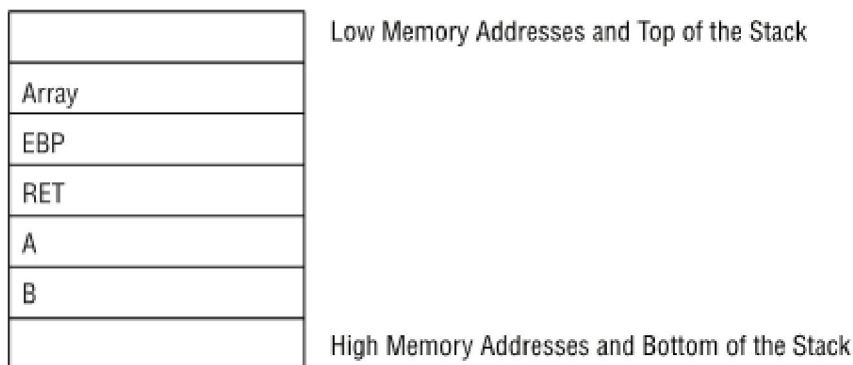 Low Memory Addresses and Top of the Stack
Array
EBP
RET
A
B
High Memory Addresses and Bottom of the Stack